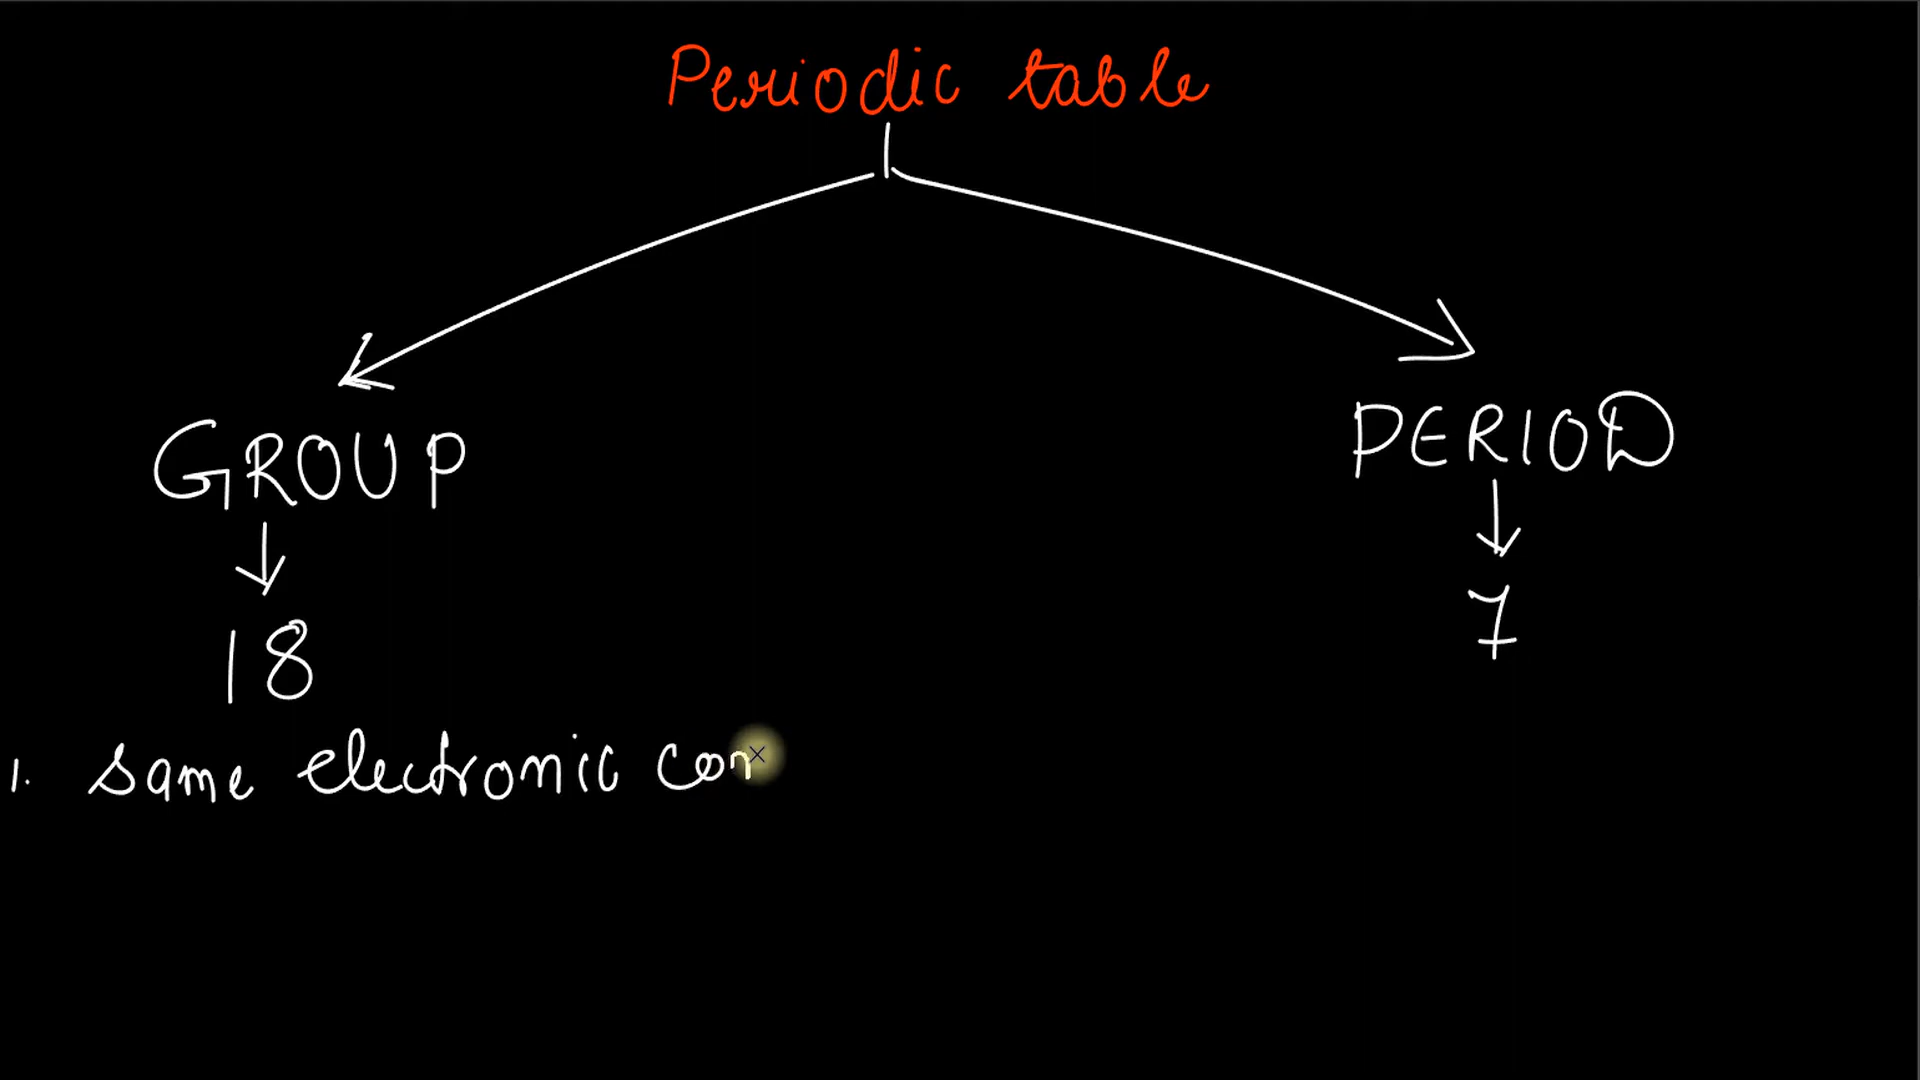 Periodic table
GROUP
PERIOD
18
7
1. same electronic con